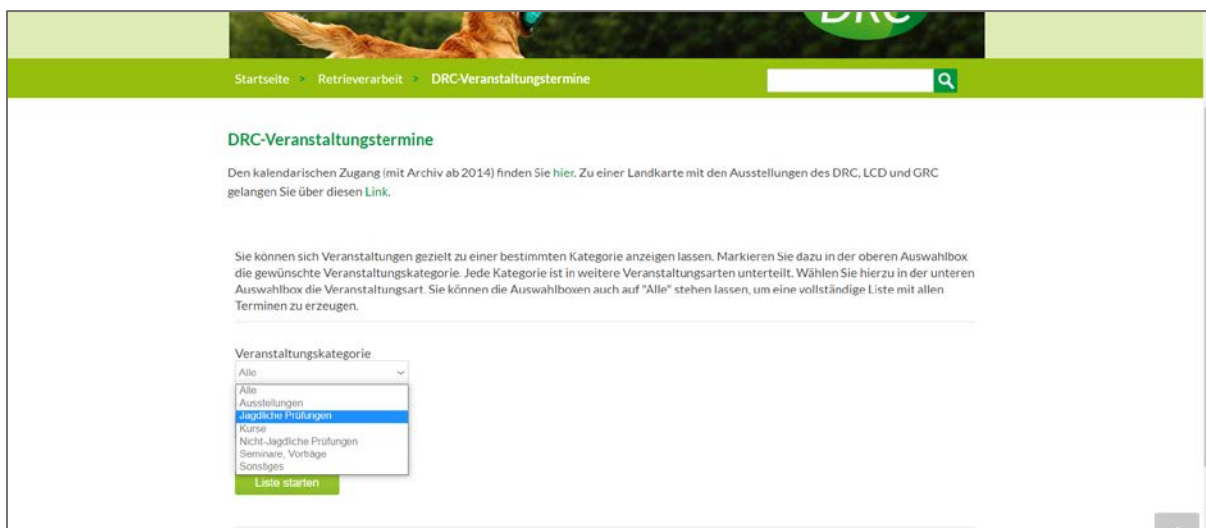 DRC
Startseite > Retrieverarbeit > DRC-Veranstaltungstermine
DRC-Veranstaltungstermine
Den kalendarischen Zugang (mit Archiv ab 2014) finden Sie hier. Zu einer Landkarte mit den Ausstellungen des DRC, LCD und GRC
gelangen Sie über diesen Link.
Sie können sich Veranstaltungen gezielt zu einer bestimmten Kategorie anzeigen lassen. Markieren Sie dazu in der oberen Auswahlbox
die gewünschte Veranstaltungskategorie. Jede Kategorie ist in weitere Veranstaltungsarten unterteilt. Wählen Sie hierzu in der unteren
Auswahlbox die Veranstaltungsart. Sie können die Auswahlboxen auch auf "Alle" stehen lassen, um eine vollständige Liste mit allen
Terminen zu erzeugen.
Veranstaltungskategorie
Alle
Alle
Ausstellungen
Jagdliche Prüfungen
Kurse
Nicht-Jagdliche Prüfungen
Seminare, Vorträge
Sonstiges
Liste starten